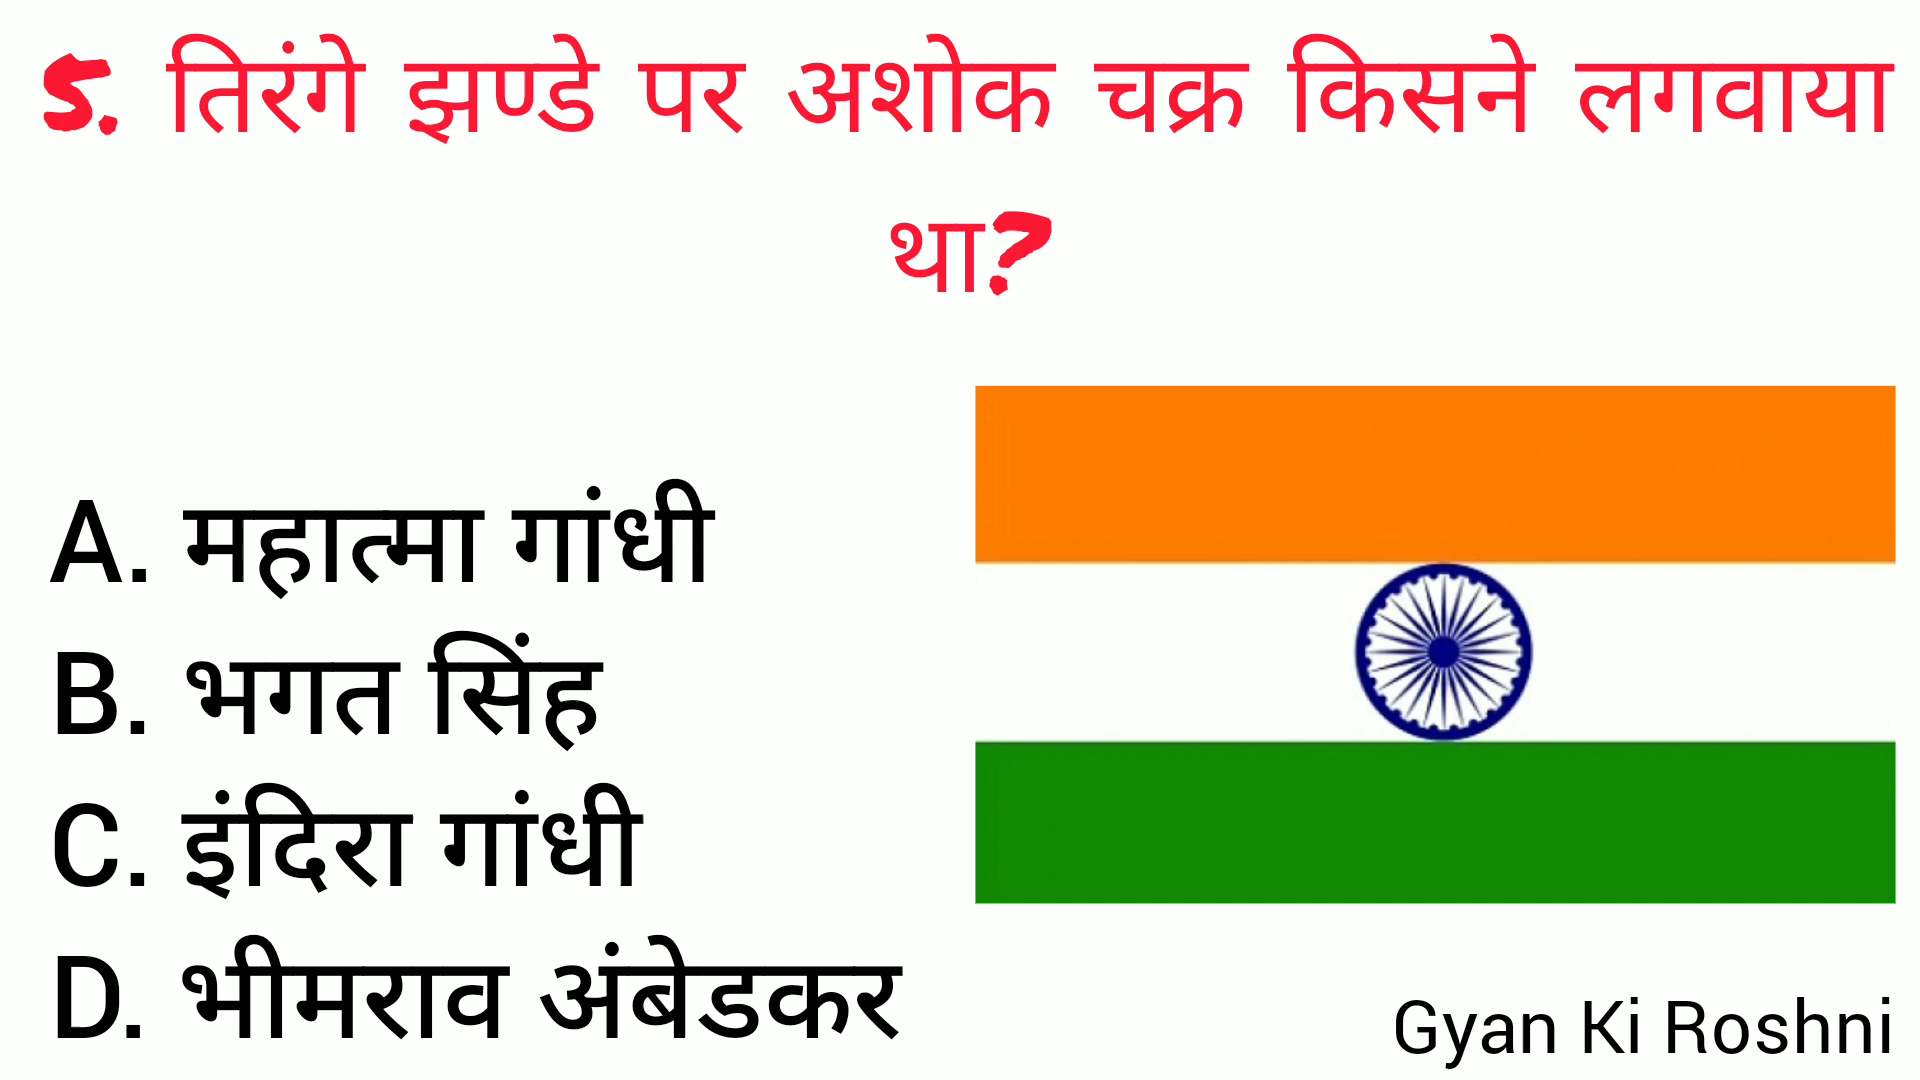 5. तिरंगे झण्डे पर अशोक चक्र किसने लगवाया
था?
A. महात्मा गांधी
B. भगत सिंह
C. इंदिरा गांधी
D. भीमराव अंबेडकर
Gyan Ki Roshni